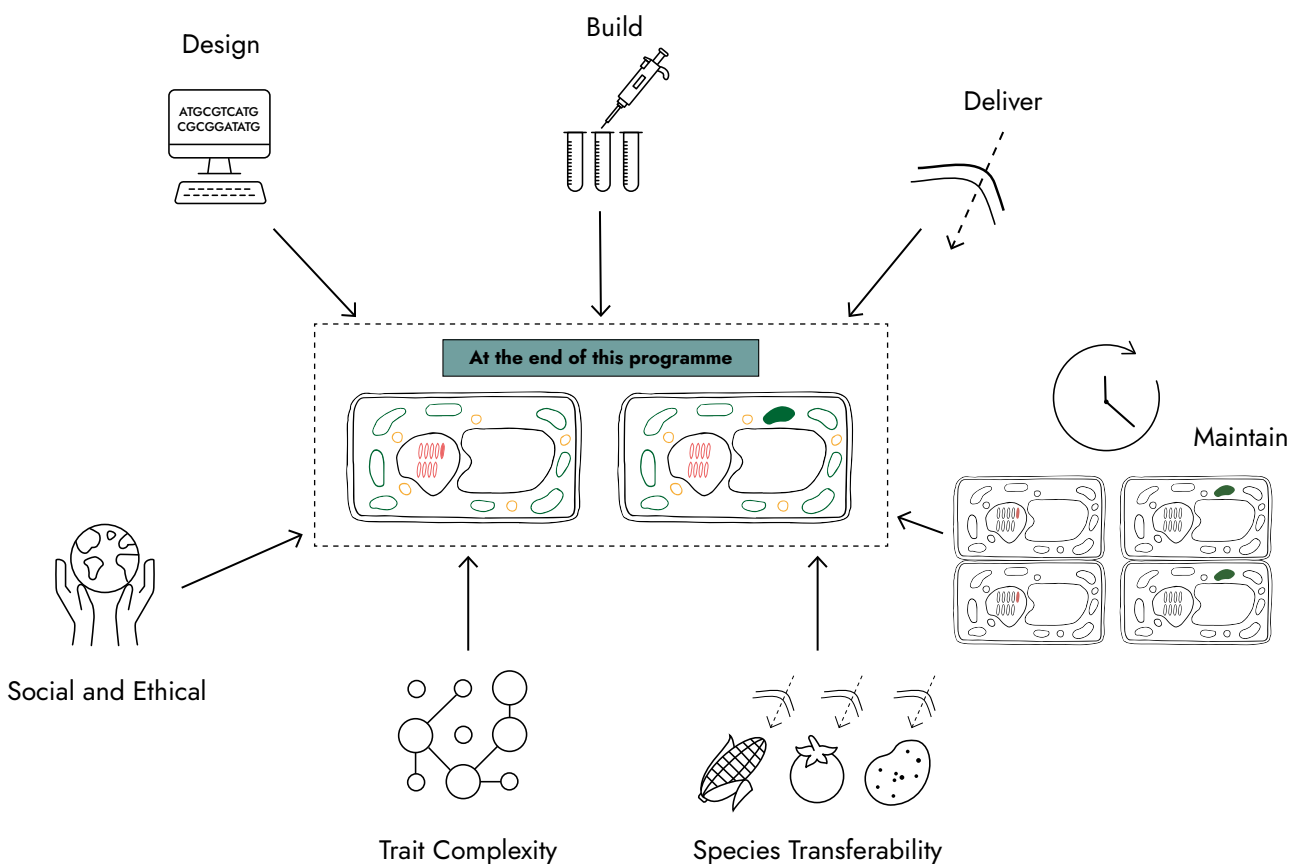 Design
Build
Deliver
ATGCGTCATG
CGCGGATATG
At the end of this programme
Maintain
Social and Ethical
Trait Complexity
Species Transferability